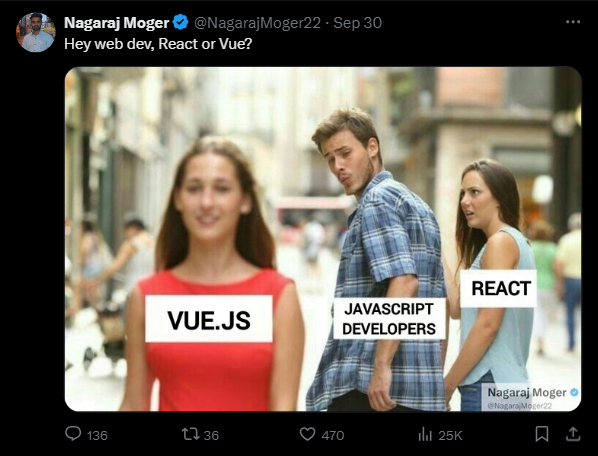 Nagaraj Moger @NagarajMoger22 · Sep 30
Hey web dev, React or Vue?
VUE.JS
JAVASCRIPT
DEVELOPERS
REACT
Nagaraj Moger
@NagarajMoger22
136 36 470 25K